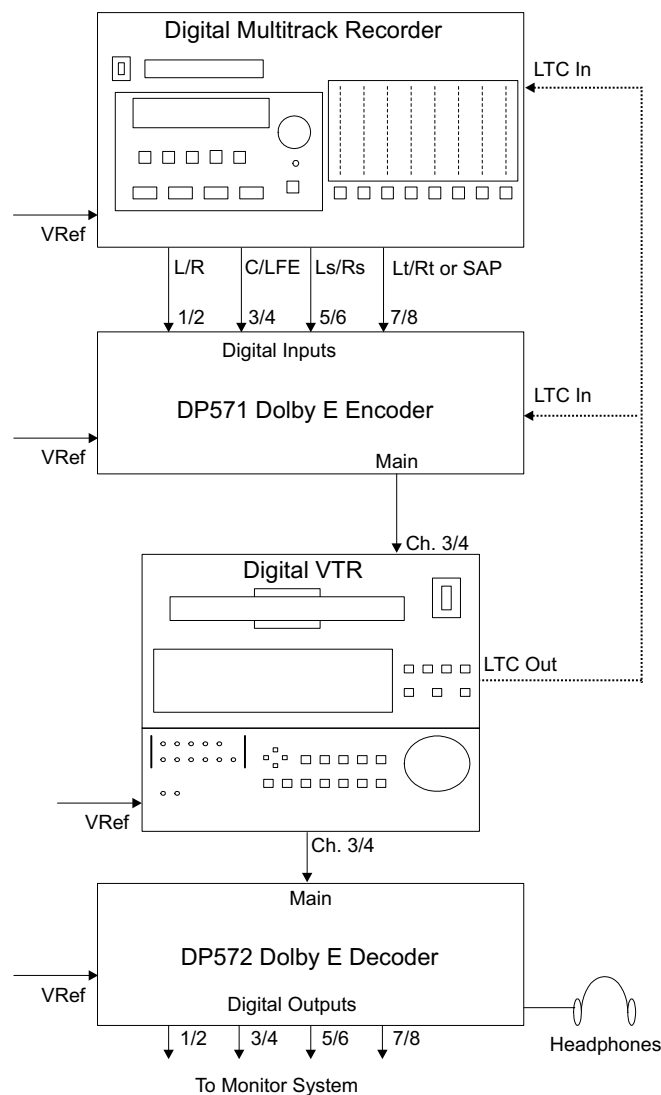 Digital Multitrack Recorder
LTC In
VRef
L/R
C/LFE
Ls/Rs
Lt/Rt or SAP
1/2
3/4
5/6
7/8
Digital Inputs
DP571 Dolby E Encoder
LTC In
VRef
Main
Ch. 3/4
Digital VTR
LTC Out
VRef
Ch. 3/4
Main
DP572 Dolby E Decoder
VRef
Digital Outputs
1/2
3/4
5/6
7/8
Headphones
To Monitor System